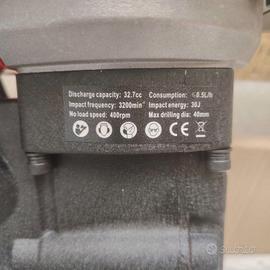 Discharge capacity: 32.7cc Consumption: ≤0.5L/h
Impact frequency: 3200min⁻¹ Impact energy: 30J
No load speed: 400rpm Max drilling dia: 40mm
CE
subito.it